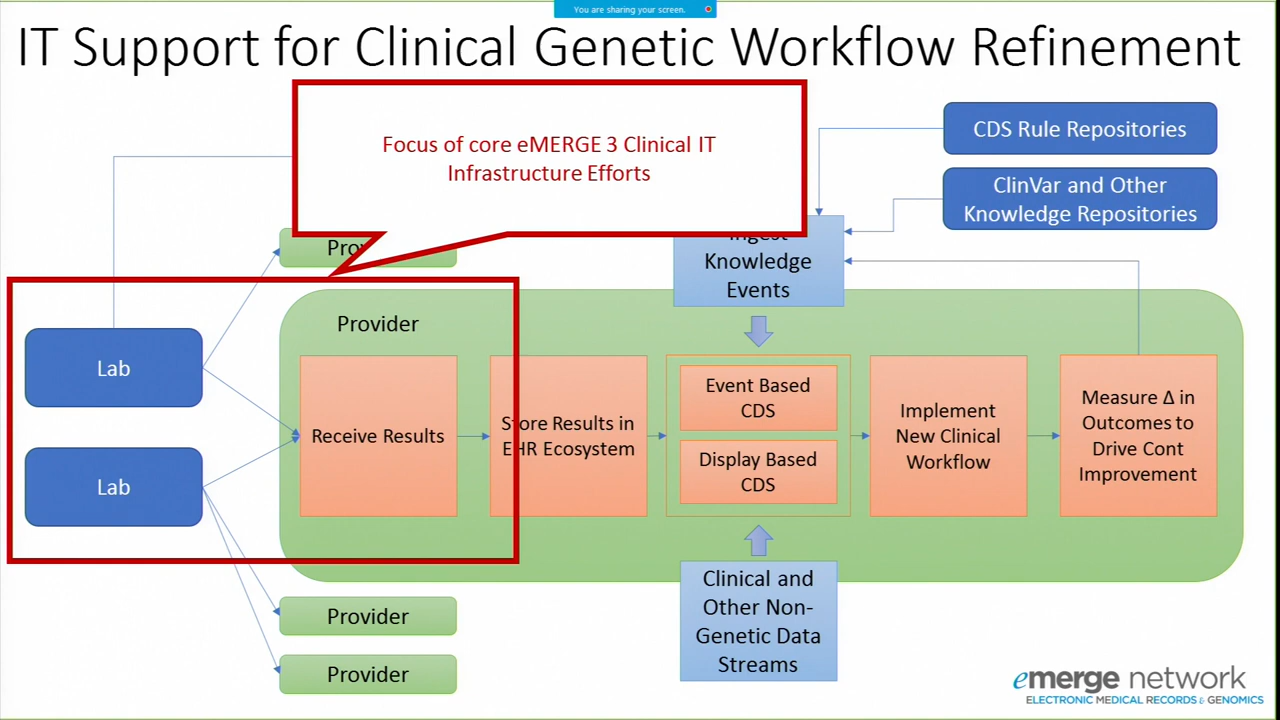 You are sharing your screen.
IT Support for Clinical Genetic Workflow Refinement
Focus of core eMERGE 3 Clinical IT
Infrastructure Efforts
CDS Rule Repositories
ClinVar and Other
Knowledge Repositories
Ingest
Knowledge
Events
Provider
Lab
Lab
Receive Results
Store Results in
EHR Ecosystem
Event Based
CDS
Display Based
CDS
Implement
New Clinical
Workflow
Measure Δ in
Outcomes to
Drive Cont
Improvement
Clinical and
Other Non-
Genetic Data
Streams
Provider
Provider
emerge network
ELECTRONIC MEDICAL RECORDS & GENOMICS